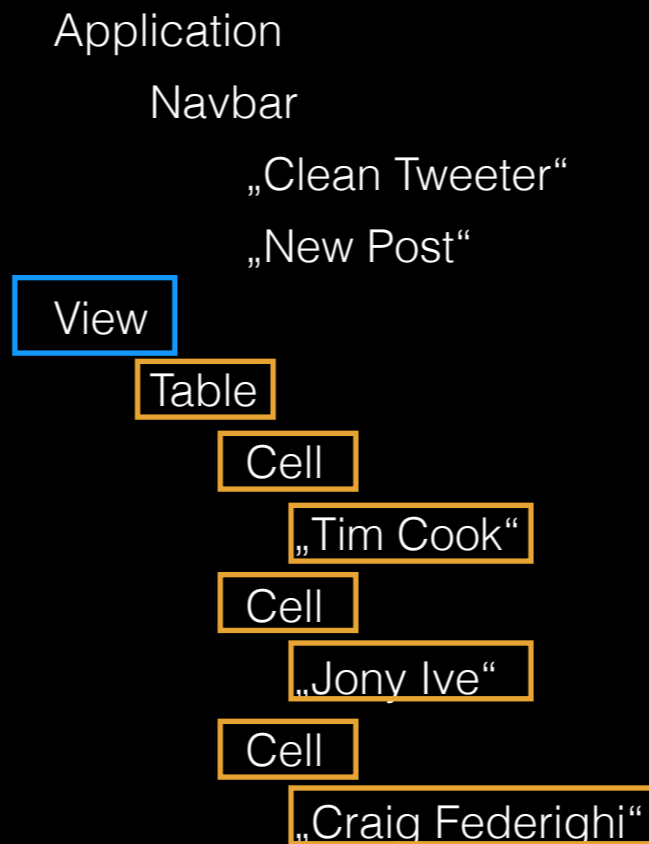 Application
Navbar
„Clean Tweeter“
„New Post“
View
Table
Cell
„Tim Cook“
Cell
„Jony Ive“
Cell
„Craig Federighi“